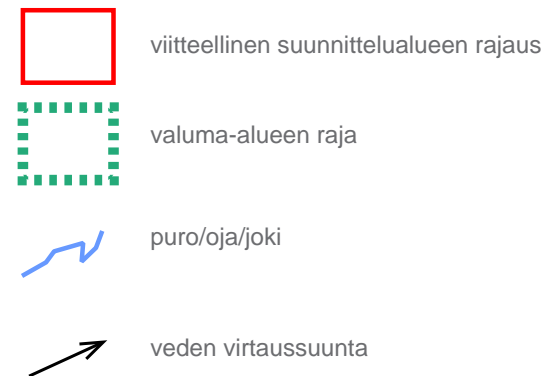 viitteellinen suunnittelualueen rajaus
valuma-alueen raja
puro/oja/joki
veden virtaussuunta